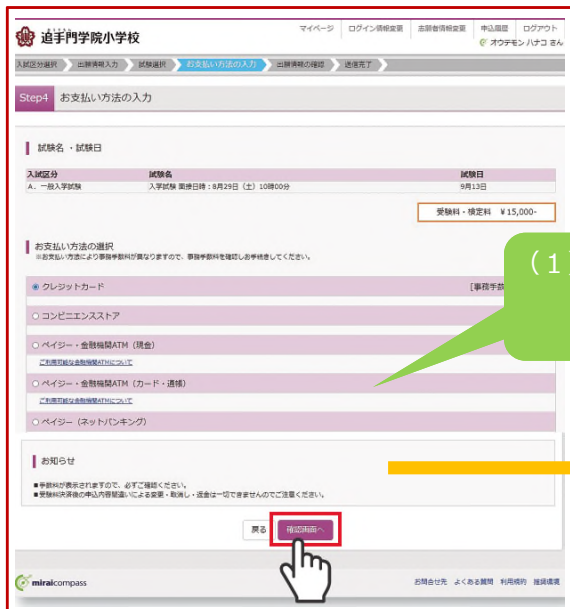 追手門学院小学校
マイページ ログイン情報変更 志願者情報変更 申込履歴 ログアウト
オウテモン ハナコ さん
入試区分選択 出願情報入力 試験選択 お支払い方法の入力 出願情報の確認 送信完了
Step4 お支払い方法の入力
試験名 ・試験日
入試区分 試験名 試験日
A. 一般入学試験 入学試験 面接日時:8月29日(土)10時00分 9月13日
受験料・検定料 ¥15,000-
お支払い方法の選択
※お支払い方法により事務手数料が異なりますので、事務手数料を確認しお手続きしてください。
クレジットカード [事務手数
(1)
コンビニエンスストア
ペイジー・金融機関ATM(現金)
ご利用可能な金融機関ATMについて
ペイジー・金融機関ATM(カード・通帳)
ご利用可能な金融機関ATMについて
ペイジー(ネットバンキング)
お知らせ
■手数料が表示されますので、必ずご確認ください。
■受験料決済後の申込内容間違いによる変更・取消し・返金は一切できませんのでご注意ください。
戻る 確認画面へ
miraicompass お問合せ先 よくある質問 利用規約 推奨環境